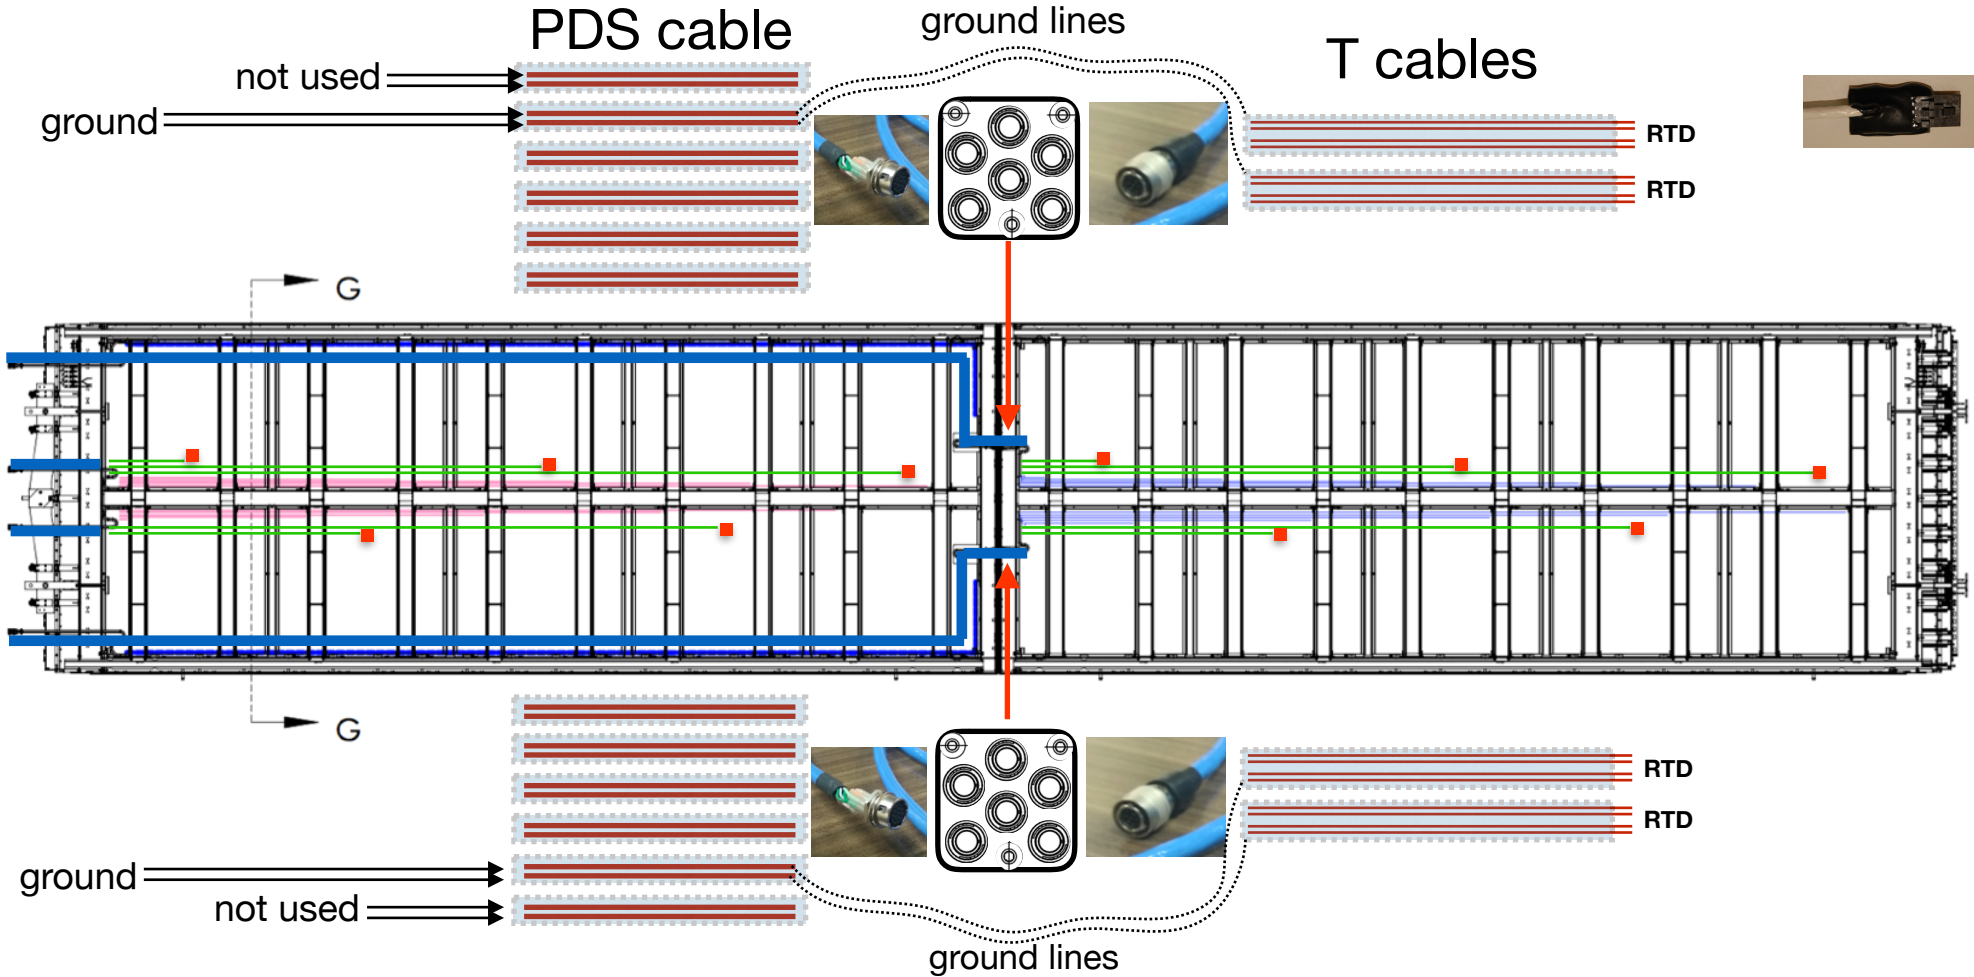 PDS cable
ground lines
T cables
not used
ground
RTD
RTD
G
G
RTD
RTD
ground
not used
ground lines